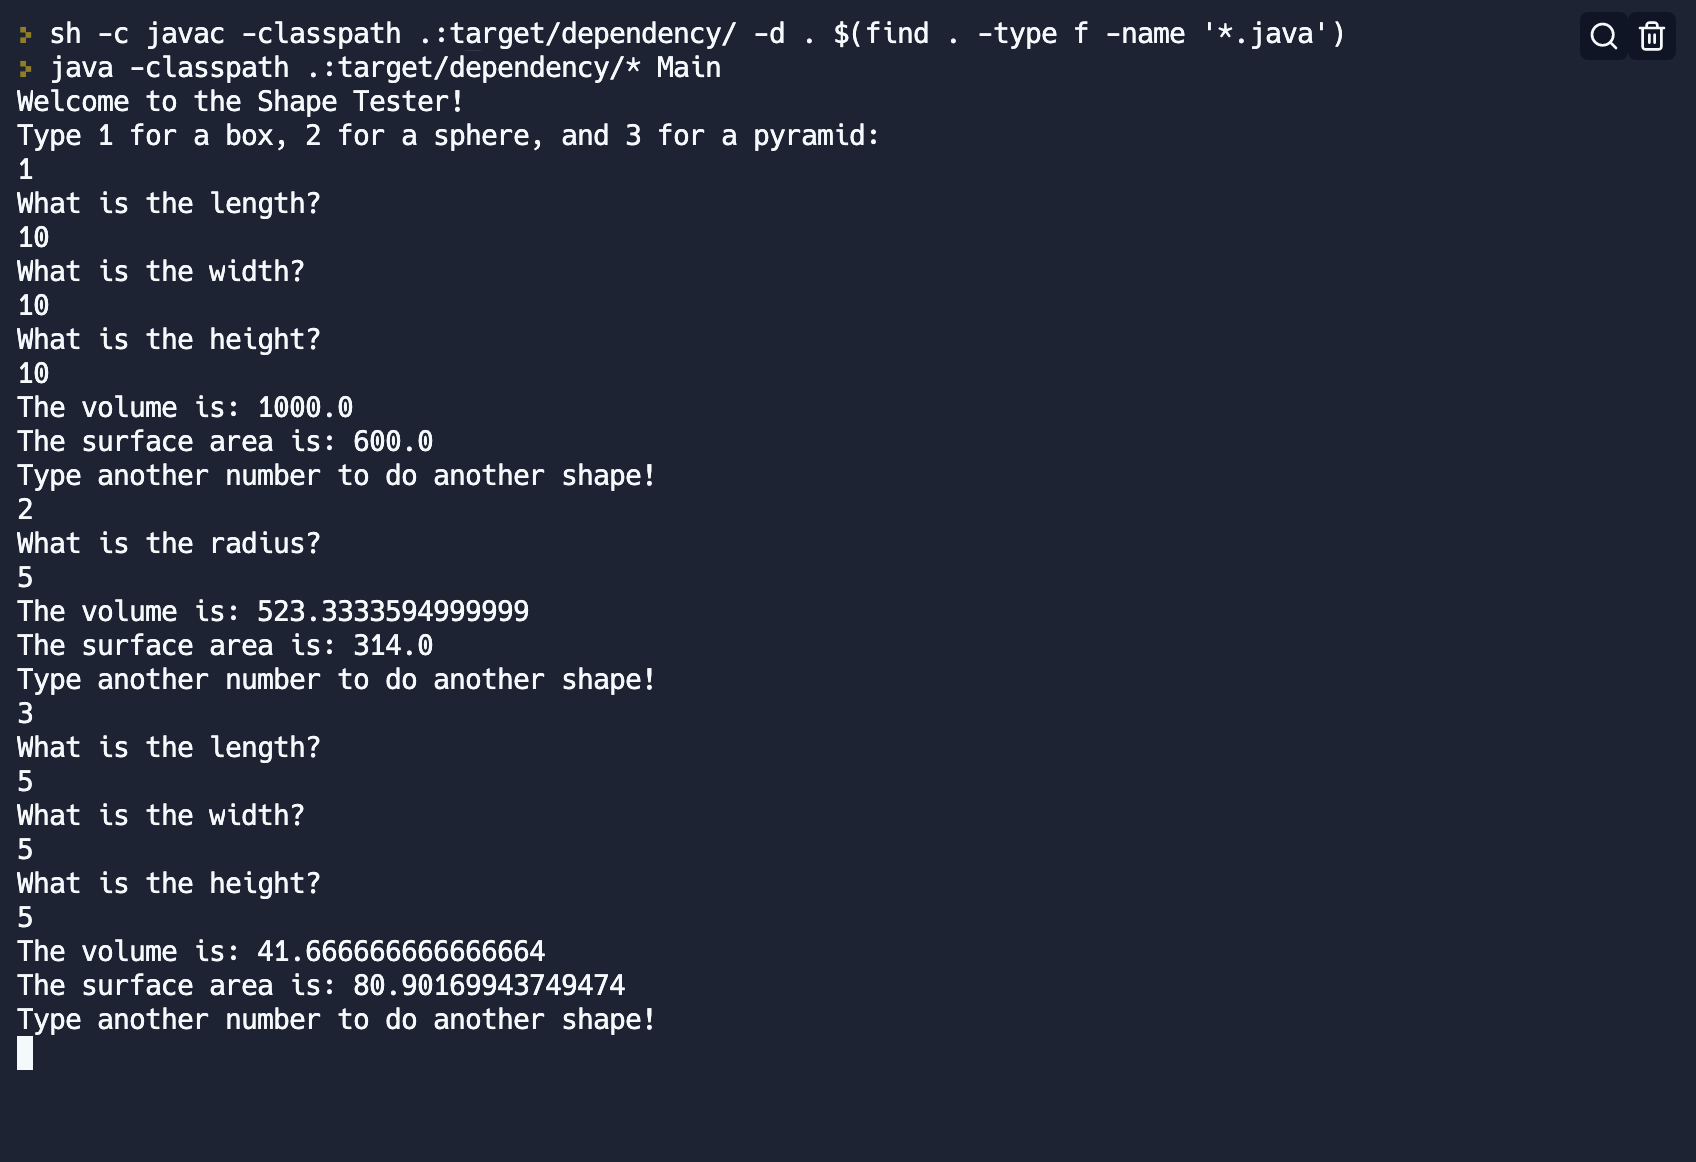 sh -c javac -classpath .:target/dependency/ -d . $(find . -type f -name '*.java')
java -classpath .:target/dependency/* Main
Welcome to the Shape Tester!
Type 1 for a box, 2 for a sphere, and 3 for a pyramid:
1
What is the length?
10
What is the width?
10
What is the height?
10
The volume is: 1000.0
The surface area is: 600.0
Type another number to do another shape!
2
What is the radius?
5
The volume is: 523.3333594999999
The surface area is: 314.0
Type another number to do another shape!
3
What is the length?
5
What is the width?
5
What is the height?
5
The volume is: 41.666666666666664
The surface area is: 80.90169943749474
Type another number to do another shape!